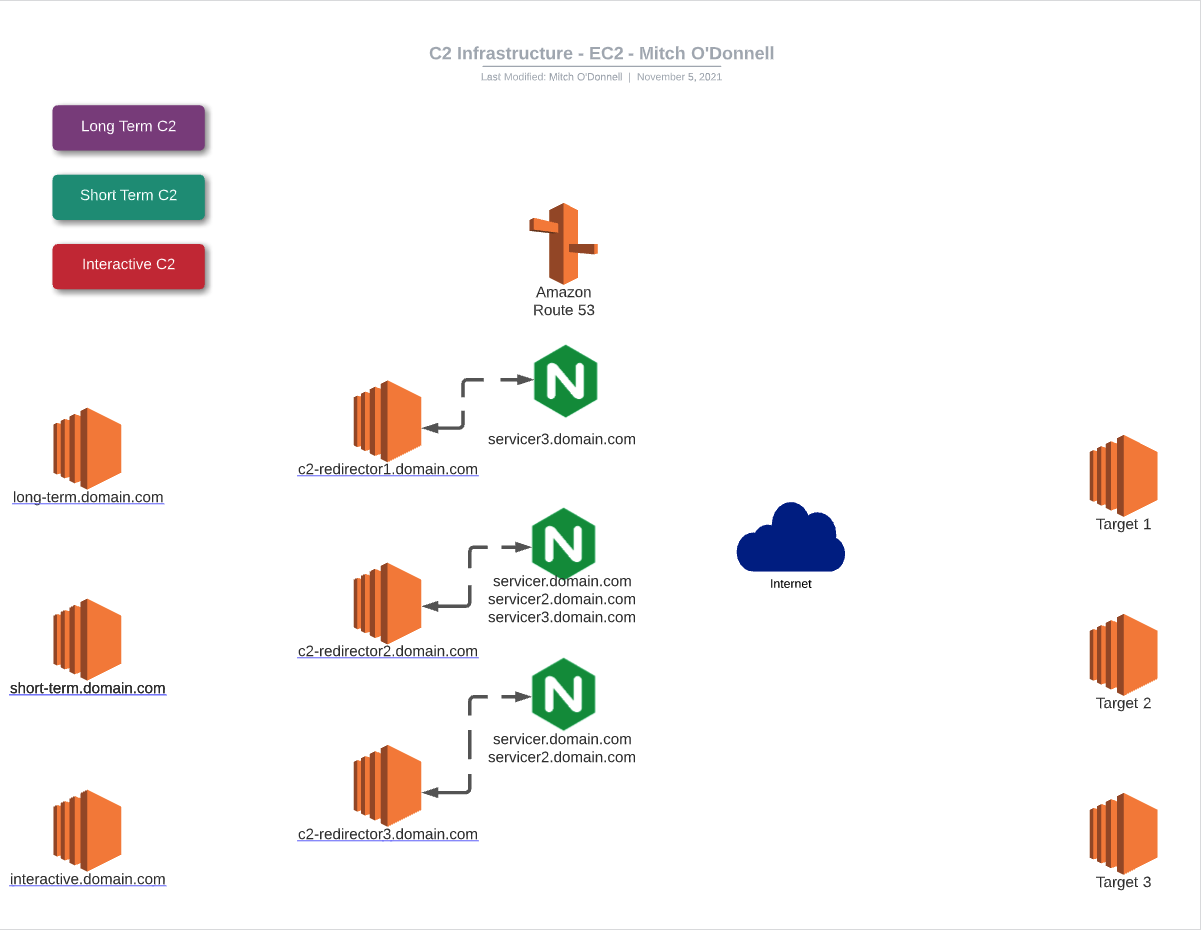 C2 Infrastructure - EC2 - Mitch O'Donnell
Last Modified: Mitch O'Donnell | November 5, 2021
Long Term C2
Short Term C2
Interactive C2
Amazon
Route 53
servicer3.domain.com
c2-redirector1.domain.com
long-term.domain.com
Target 1
servicer.domain.com
servicer2.domain.com
servicer3.domain.com
Internet
c2-redirector2.domain.com
short-term.domain.com
Target 2
servicer.domain.com
servicer2.domain.com
c2-redirector3.domain.com
interactive.domain.com
Target 3